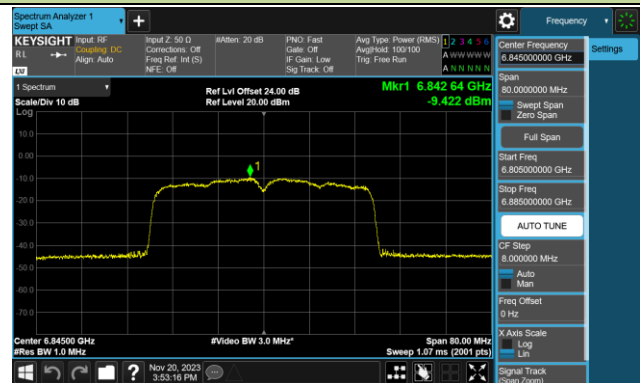 Spectrum Analyzer 1
Swept SA
Frequency
KEYSIGHT
RL
LXI
Input: RF
Coupling: DC
Align: Auto
Input Z: 50 Ω
Corrections: Off
Freq Ref: Int (S)
NFE: Off
#Atten: 20 dB
PNO: Fast
Gate: Off
IF Gain: Low
Sig Track: Off
Avg Type: Power (RMS)
Avg|Hold: 100/100
Trig: Free Run
1 2 3 4 5 6
A W W W W W
A N N N N N
1 Spectrum
Scale/Div 10 dB
Ref Lvl Offset 24.00 dB
Ref Level 20.00 dBm
Mkr1 6.842 64 GHz
-9.422 dBm
Log
10.0
0.00
-10.0
-20.0
-30.0
-40.0
-50.0
-60.0
-70.0
1
Center 6.84500 GHz
#Res BW 1.0 MHz
#Video BW 3.0 MHz*
Span 80.00 MHz
Sweep 1.07 ms (2001 pts)
Nov 20, 2023
3:53:16 PM
Center Frequency
6.845000000 GHz
Settings
Span
80.0000000 MHz
Swept Span
Zero Span
Full Span
Start Freq
6.805000000 GHz
Stop Freq
6.885000000 GHz
AUTO TUNE
CF Step
8.000000 MHz
Auto
Man
Freq Offset
0 Hz
X Axis Scale
Log
Lin
Signal Track
(Span Zoom)